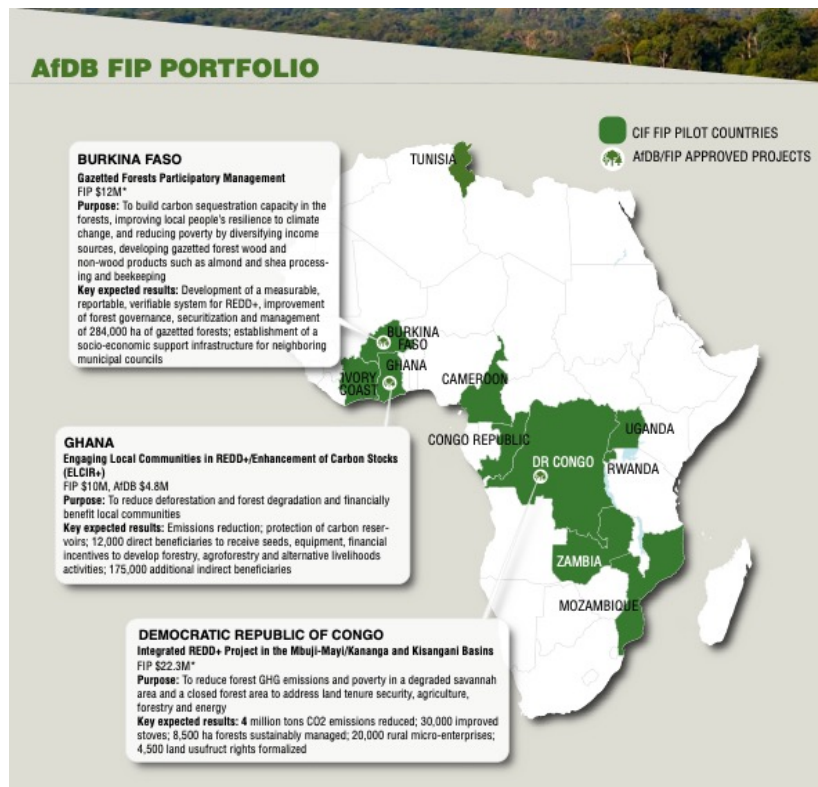 AfDB FIP PORTFOLIO
CIF FIP PILOT COUNTRIES
AfDB/FIP APPROVED PROJECTS
BURKINA FASO
Gazetted Forests Participatory Management
FIP $12M*
Purpose: To build carbon sequestration capacity in the
forests, improving local people's resilience to climate
change, and reducing poverty by diversifying income
sources, developing gazetted forest wood and
non-wood products such as almond and shea process-
ing and beekeeping
Key expected results: Development of a measurable,
reportable, verifiable system for REDD+, improvement
of forest governance, securitization and management
of 284,000 ha of gazetted forests; establishment of a
socio-economic support infrastructure for neighboring
municipal councils
TUNISIA
BURKINA
FASO
GHANA
IVORY
COAST
CAMEROON
CONGO REPUBLIC
UGANDA
DR CONGO
RWANDA
ZAMBIA
MOZAMBIQUE
GHANA
Engaging Local Communities in REDD+/Enhancement of Carbon Stocks
(ELCIR+)
FIP $10M, AfDB $4.8M
Purpose: To reduce deforestation and forest degradation and financially
benefit local communities
Key expected results: Emissions reduction; protection of carbon reser-
voirs; 12,000 direct beneficiaries to receive seeds, equipment, financial
incentives to develop forestry, agroforestry and alternative livelihoods
activities; 175,000 additional indirect beneficiaries
DEMOCRATIC REPUBLIC OF CONGO
Integrated REDD+ Project in the Mbuji-Mayi/Kananga and Kisangani Basins
FIP $22.3M*
Purpose: To reduce forest GHG emissions and poverty in a degraded savannah
area and a closed forest area to address land tenure security, agriculture,
forestry and energy
Key expected results: 4 million tons CO2 emissions reduced; 30,000 improved
stoves; 8,500 ha forests sustainably managed; 20,000 rural micro-enterprises;
4,500 land usufruct rights formalized